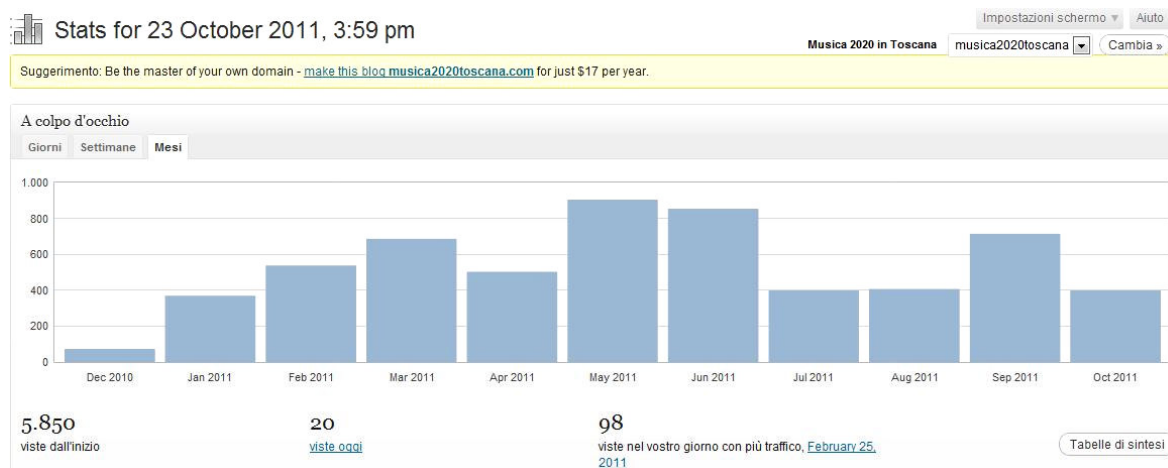 Stats for 23 October 2011, 3:59 pm
Impostazioni schermo ▾ Aiuto
Musica 2020 in Toscana musica2020toscana Cambia »
Suggerimento: Be the master of your own domain - make this blog musica2020toscana.com for just $17 per year.
A colpo d'occhio
Giorni Settimane Mesi
1.000
800
600
400
200
0
Dec 2010 Jan 2011 Feb 2011 Mar 2011 Apr 2011 May 2011 Jun 2011 Jul 2011 Aug 2011 Sep 2011 Oct 2011
5.850
viste dall'inizio
20
viste oggi
98
viste nel vostro giorno con più traffico, February 25,
2011
Tabelle di sintesi